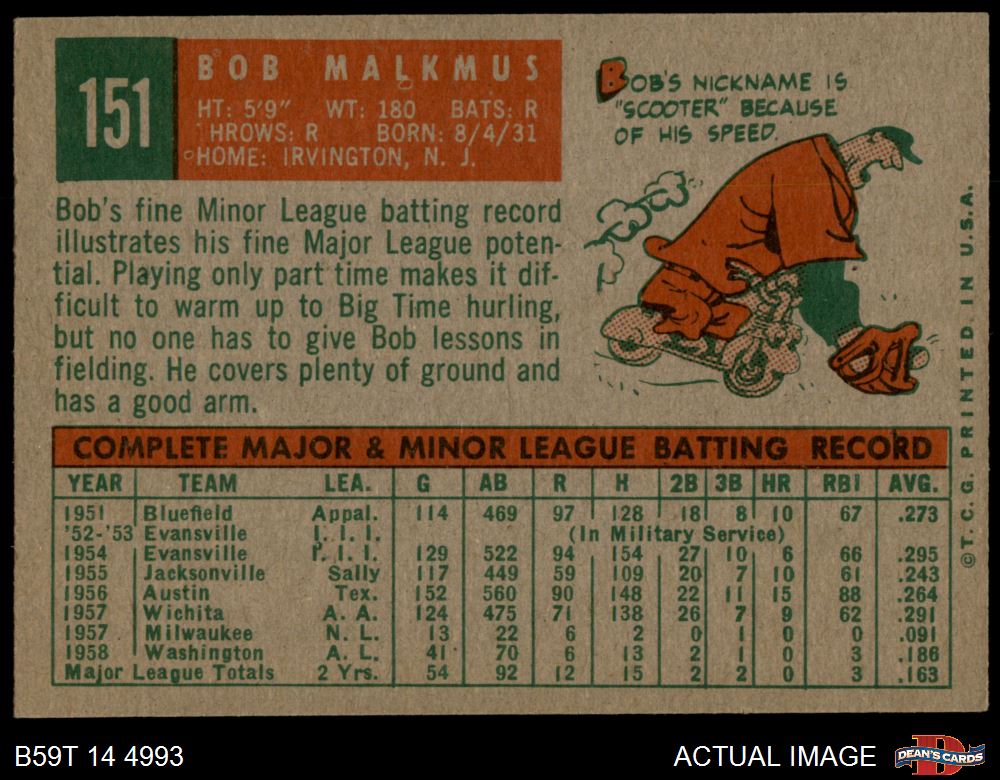 151
BOB MALKMUS
HT: 5'9" WT: 180 BATS: R
THROWS: R BORN: 8/4/31
HOME: IRVINGTON, N. J.
BOB'S NICKNAME IS
"SCOOTER" BECAUSE
OF HIS SPEED.
Bob's fine Minor League batting record
illustrates his fine Major League poten-
tial. Playing only part time makes it dif-
ficult to warm up to Big Time hurling,
but no one has to give Bob lessons in
fielding. He covers plenty of ground and
has a good arm.
COMPLETE MAJOR & MINOR LEAGUE BATTING RECORD
YEAR TEAM LEA. G AB R H 2B 3B HR RBI AVG.
1951 Bluefield Appal. 114 469 97 128 18 8 10 67 .273
'52-'53 Evansville I. I. I. (In Military Service)
1954 Evansville I. I. I. 129 522 94 154 27 10 6 66 .295
1955 Jacksonville Sally 117 449 59 109 20 7 10 61 .243
1956 Austin Tex. 152 560 90 148 22 11 15 88 .264
1957 Wichita A. A. 124 475 71 138 26 7 9 62 .291
1957 Milwaukee N. L. 13 22 6 2 0 1 0 0 .091
1958 Washington A. L. 41 70 6 13 2 1 0 3 .186
Major League Totals 2 Yrs. 54 92 12 15 2 2 0 3 .163
©T. C. G. PRINTED IN U.S.A.
B59T 14 4993
ACTUAL IMAGE
D
DEAN'S CARDS